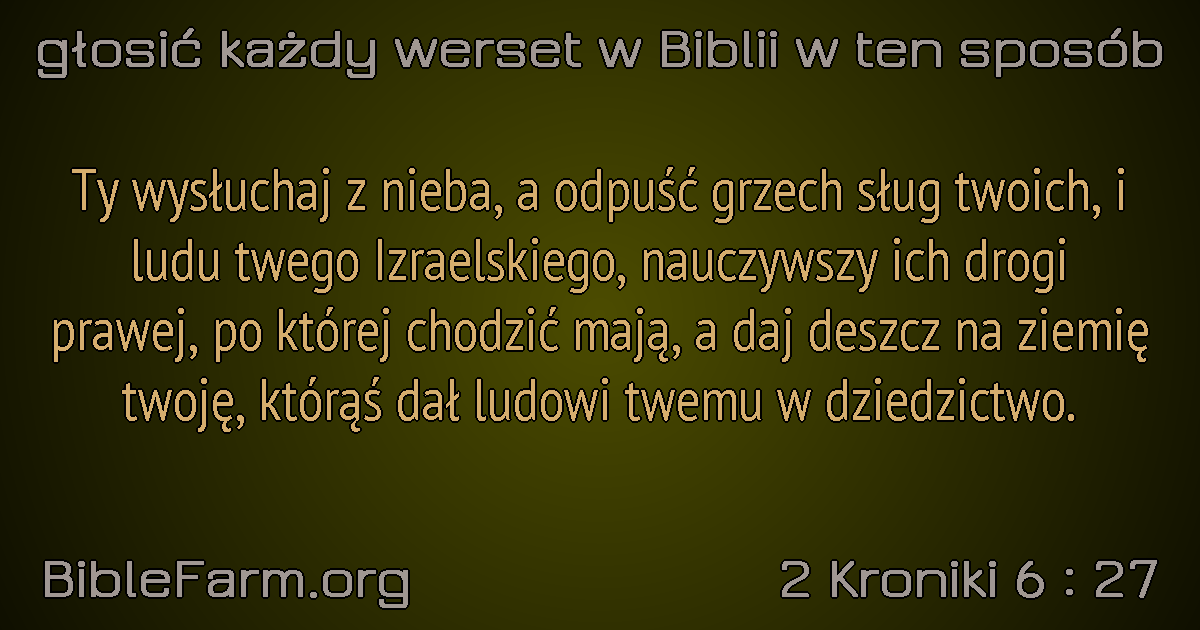 głosić każdy werset w Biblii w ten sposób
Ty wysłuchaj z nieba, a odpuść grzech sług twoich, i
ludu twego Izraelskiego, nauczywszy ich drogi
prawej, po której chodzić mają, a daj deszcz na ziemię
twoję, którąś dał ludowi twemu w dziedzictwo.
BibleFarm.org
2 Kroniki 6 : 27